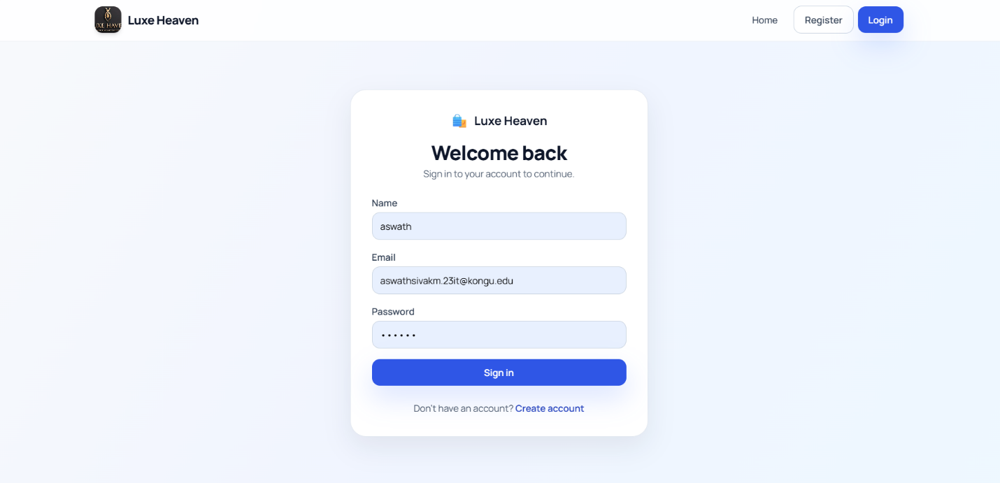 Luxe Heaven
Home
Register
Login
Luxe Heaven
Welcome back
Sign in to your account to continue.
Name
aswath
Email
aswathsivakm.23it@kongu.edu
Password
••••••
Sign in
Don't have an account? Create account